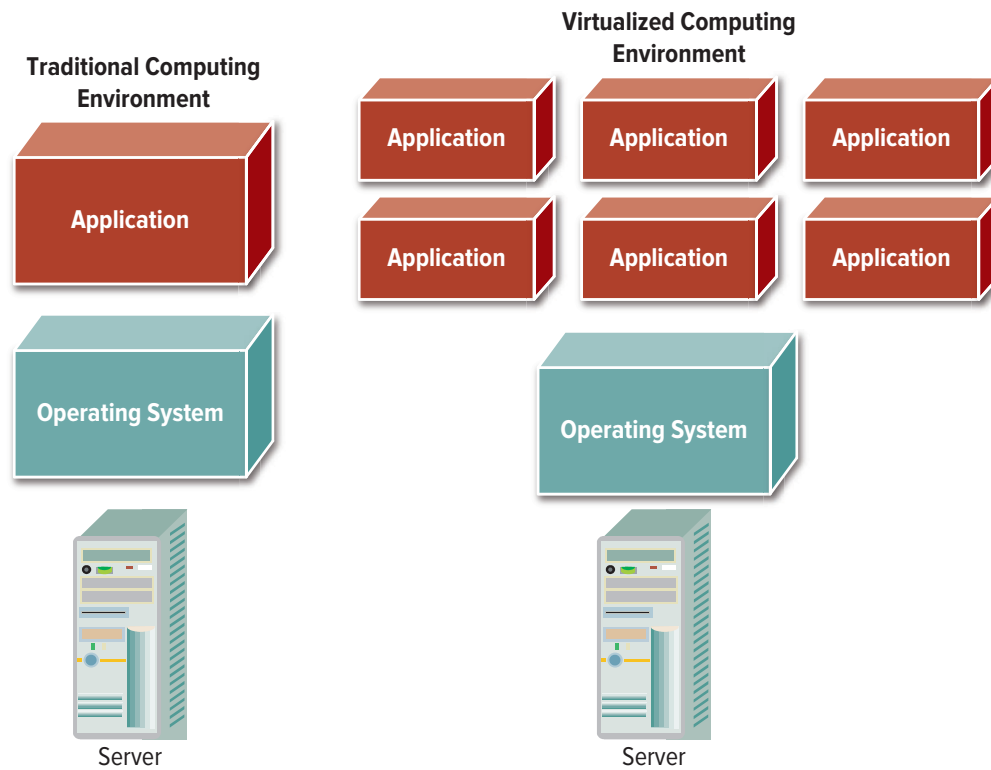 Traditional Computing
Environment
Application
Operating System
Server
Virtualized Computing
Environment
Application
Application
Application
Application
Application
Application
Operating System
Server